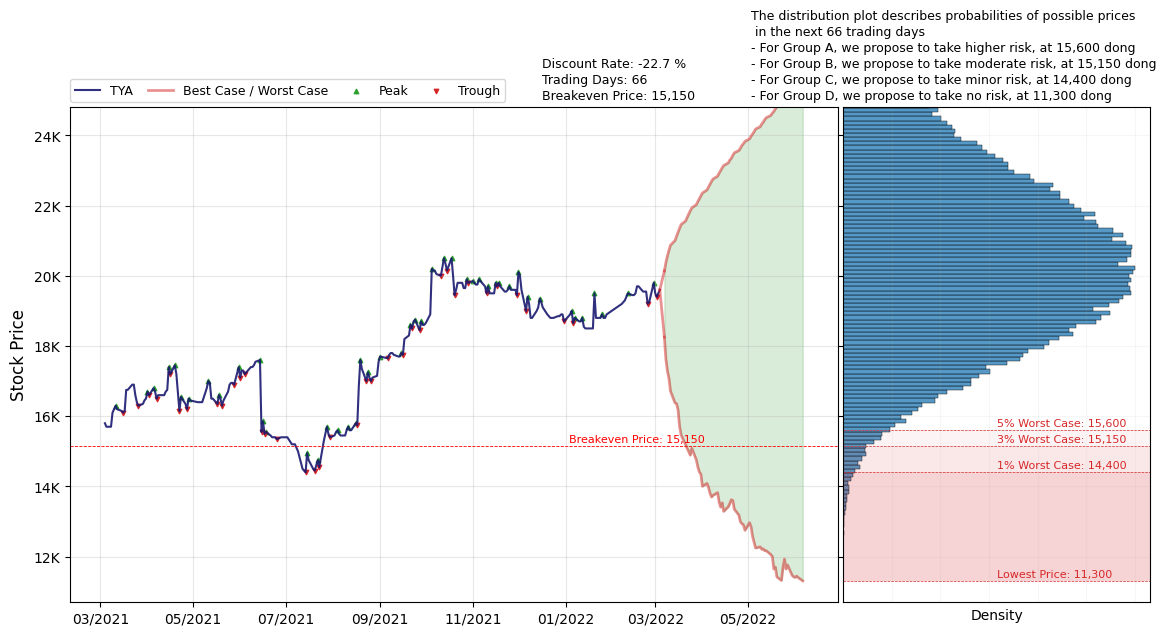 The distribution plot describes probabilities of possible prices
in the next 66 trading days
- For Group A, we propose to take higher risk, at 15,600 dong
- For Group B, we propose to take moderate risk, at 15,150 dong
- For Group C, we propose to take minor risk, at 14,400 dong
- For Group D, we propose to take no risk, at 11,300 dong
Discount Rate: -22.7 %
Trading Days: 66
Breakeven Price: 15,150
TYA Best Case / Worst Case Peak Trough
Stock Price
24K
22K
20K
18K
16K
14K
12K
Breakeven Price: 15,150
5% Worst Case: 15,600
3% Worst Case: 15,150
1% Worst Case: 14,400
Lowest Price: 11,300
03/2021 05/2021 07/2021 09/2021 11/2021 01/2022 03/2022 05/2022
Density